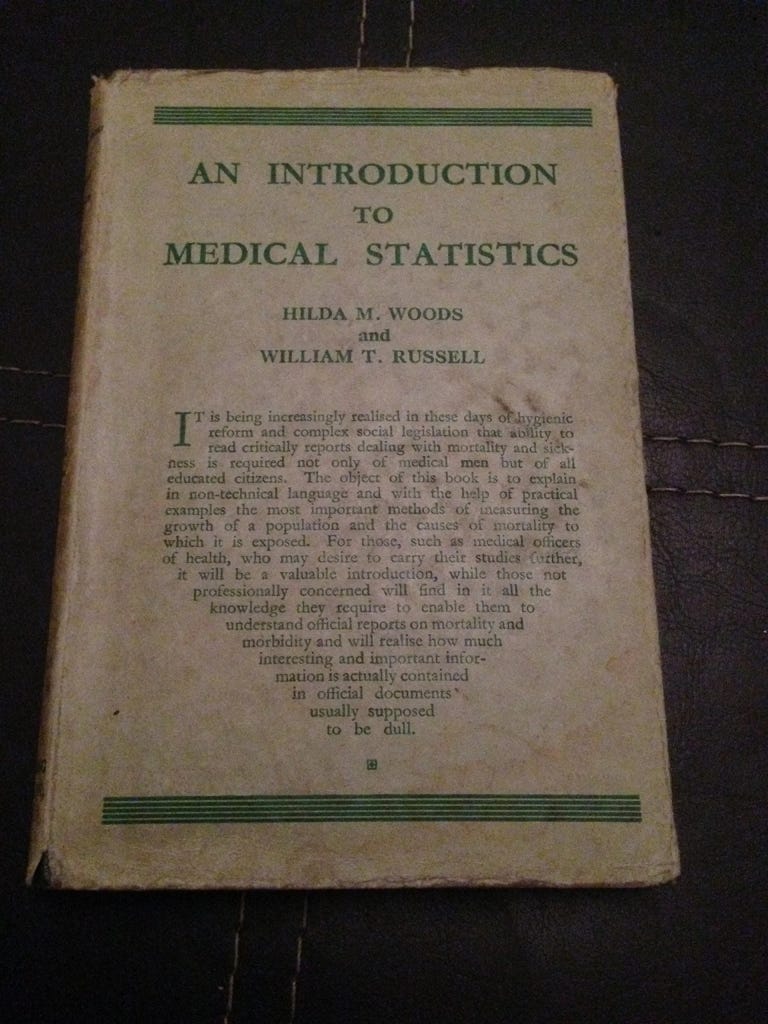 AN INTRODUCTION
TO
MEDICAL STATISTICS
HILDA M. WOODS
and
WILLIAM T. RUSSELL
IT is being increasingly realised in these days of hygienic
reform and complex social legislation that ability to
read critically reports dealing with mortality and sick-
ness is required not only of medical men but of all
educated citizens. The object of this book is to explain
in non-technical language and with the help of practical
examples the most important methods of measuring the
growth of a population and the causes of mortality to
which it is exposed. For those, such as medical officers
of health, who may desire to carry their studies further,
it will be a valuable introduction, while those not
professionally concerned will find in it all the
knowledge they require to enable them to
understand official reports on mortality and
morbidity and will realise how much
interesting and important infor-
mation is actually contained
in official documents
usually supposed
to be dull.